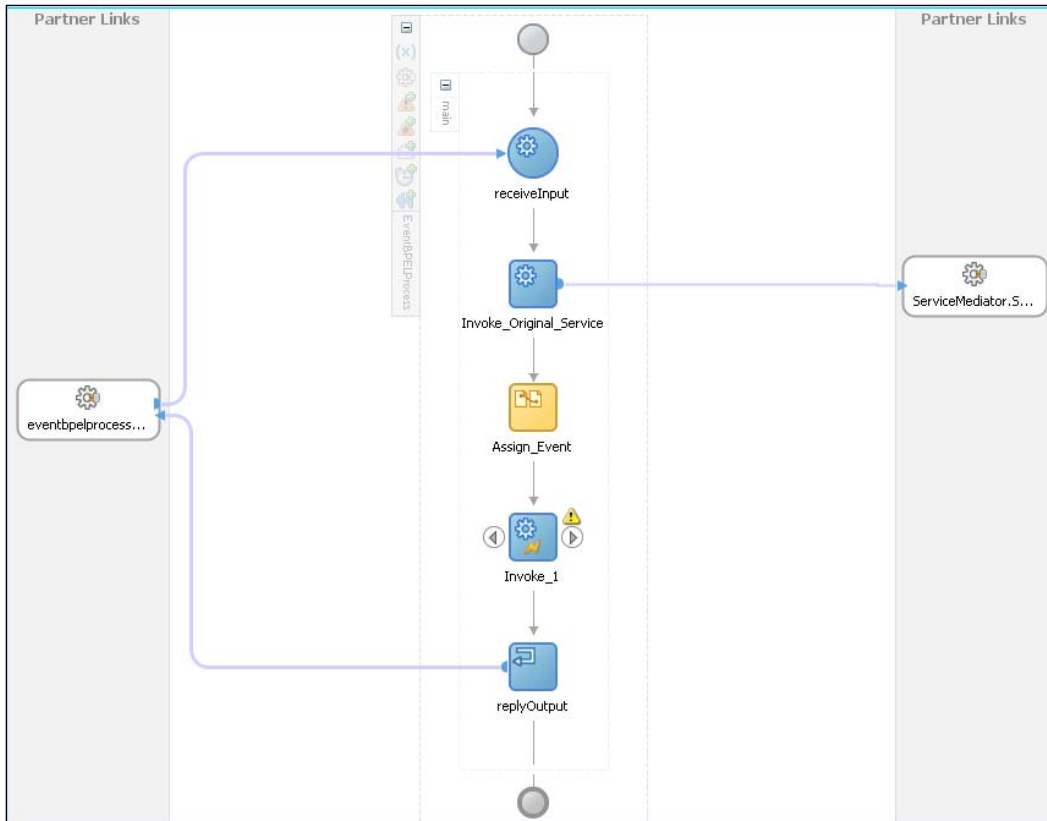 Partner Links
Partner Links
main
receiveInput
EventBPELProcess
Invoke_Original_Service
ServiceMediator.S...
eventbpelprocess...
Assign_Event
Invoke_1
replyOutput